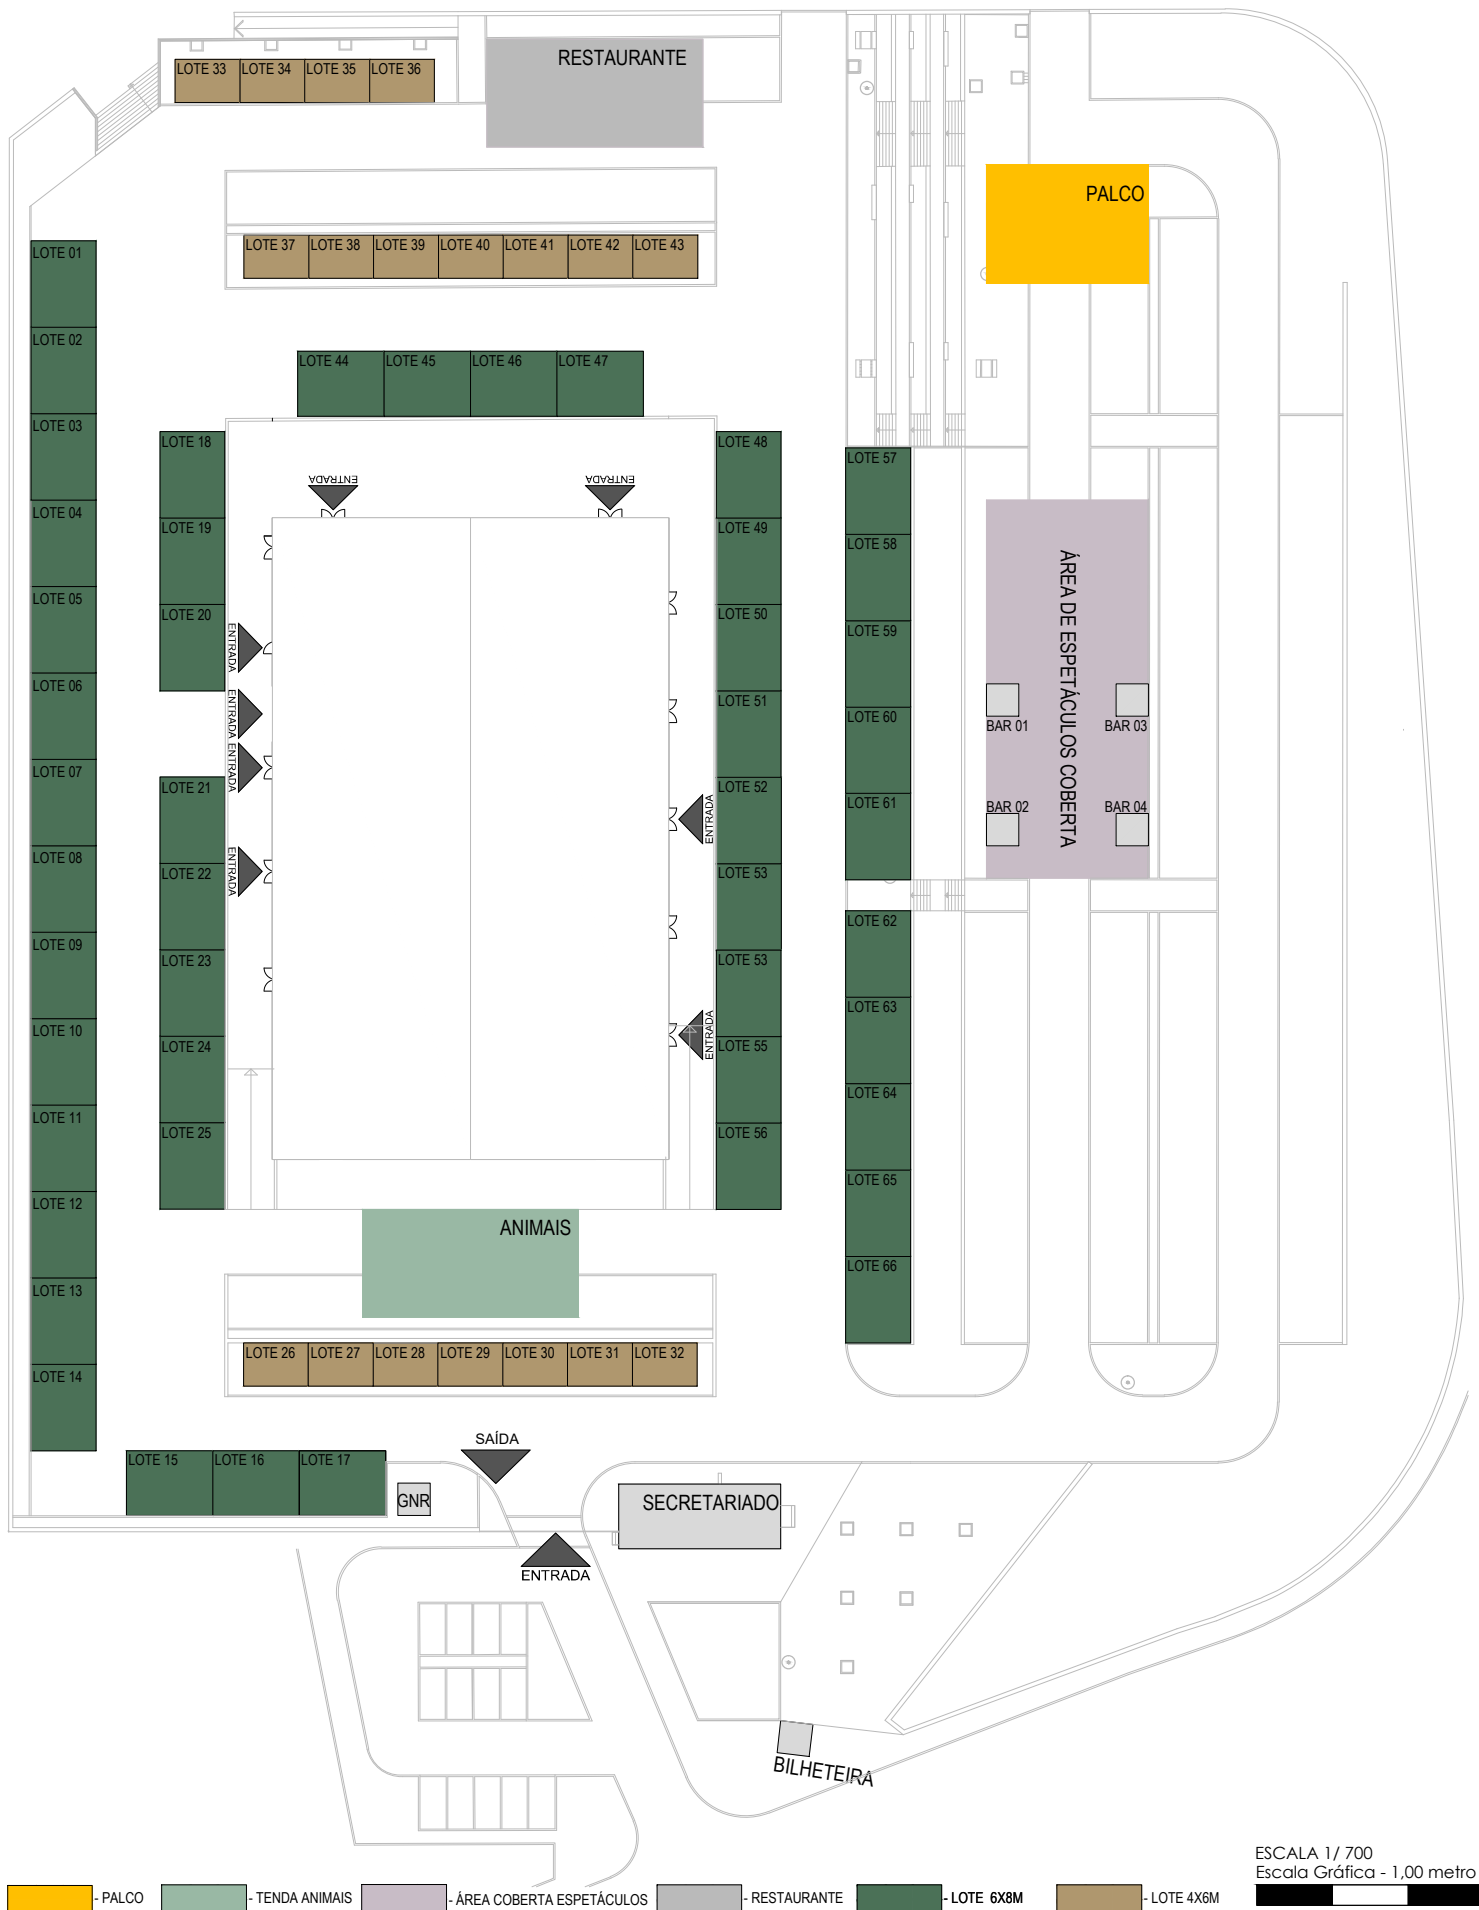 RESTAURANTE
LOTE 33 LOTE 34 LOTE 35 LOTE 36
PALCO
LOTE 37 LOTE 38 LOTE 39 LOTE 40 LOTE 41 LOTE 42 LOTE 43
LOTE 01
LOTE 02
LOTE 03
LOTE 04
LOTE 05
LOTE 06
LOTE 07
LOTE 08
LOTE 09
LOTE 10
LOTE 11
LOTE 12
LOTE 13
LOTE 14
LOTE 44 LOTE 45 LOTE 46 LOTE 47
LOTE 18
LOTE 19
LOTE 20
LOTE 21
LOTE 22
LOTE 23
LOTE 24
LOTE 25
ENTRADA
ENTRADA
ENTRADA
ENTRADA
ENTRADA
ENTRADA
ENTRADA
ENTRADA
LOTE 48
LOTE 49
LOTE 50
LOTE 51
LOTE 52
LOTE 53
LOTE 53
LOTE 55
LOTE 56
LOTE 57
LOTE 58
LOTE 59
LOTE 60
LOTE 61
LOTE 62
LOTE 63
LOTE 64
LOTE 65
LOTE 66
ÁREA DE ESPETÁCULOS COBERTA
BAR 01
BAR 03
BAR 02
BAR 04
ANIMAIS
LOTE 26 LOTE 27 LOTE 28 LOTE 29 LOTE 30 LOTE 31 LOTE 32
LOTE 15 LOTE 16 LOTE 17
SAÍDA
GNR
SECRETARIADO
ENTRADA
BILHETEIRA
ESCALA 1/ 700
Escala Gráfica - 1,00 metro
- PALCO
- TENDA ANIMAIS
- ÁREA COBERTA ESPETÁCULOS
- RESTAURANTE
- LOTE 6X8M
- LOTE 4X6M